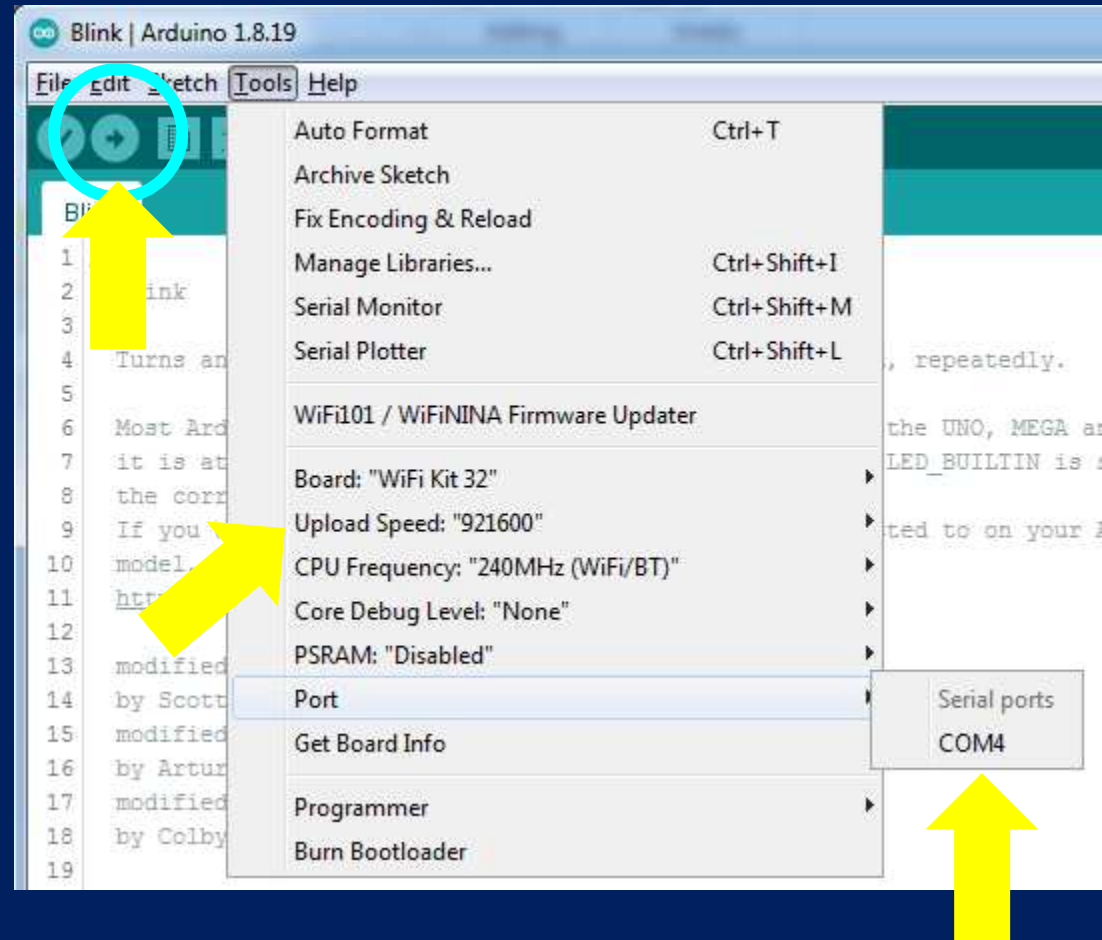 Blink | Arduino 1.8.19
File Edit Sketch Tools Help
Auto Format Ctrl+T
Archive Sketch
Fix Encoding & Reload
Manage Libraries... Ctrl+Shift+I
Serial Monitor Ctrl+Shift+M
Serial Plotter Ctrl+Shift+L
WiFi101 / WiFiNINA Firmware Updater
Board: "WiFi Kit 32"
Upload Speed: "921600"
CPU Frequency: "240MHz (WiFi/BT)"
Core Debug Level: "None"
PSRAM: "Disabled"
Port
Get Board Info
Programmer
Burn Bootloader
Serial ports
COM4
Bli
1
2 ink
3
4 Turns an , repeatedly.
5
6 Most Ard the UNO, MEGA an
7 it is at LED_BUILTIN is s
8 the corr
9 If you ted to on your A
10 model.
11 htt
12
13 modified
14 by Scott
15 modified
16 by Artur
17 modified
18 by Colby
19